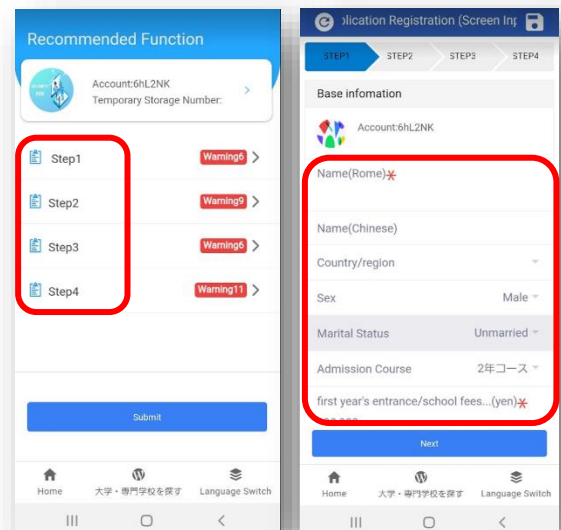 Recommended Function
Account:6hL2NK
Temporary Storage Number:
Step1
Warning6
Step2
Warning9
Step3
Warning6
Step4
Warning11
Submit
Home
大学・専門学校を探す
Language Switch
plication Registration (Screen Inp
STEP1
STEP2
STEP3
STEP4
Base infomation
Account:6hL2NK
Name(Rome)*
Name(Chinese)
Country/region
Sex
Male
Marital Status
Unmarried
Admission Course
2年コース
first year's entrance/school fees...(yen)*
Next
Home
大学・専門学校を探す
Language Switch